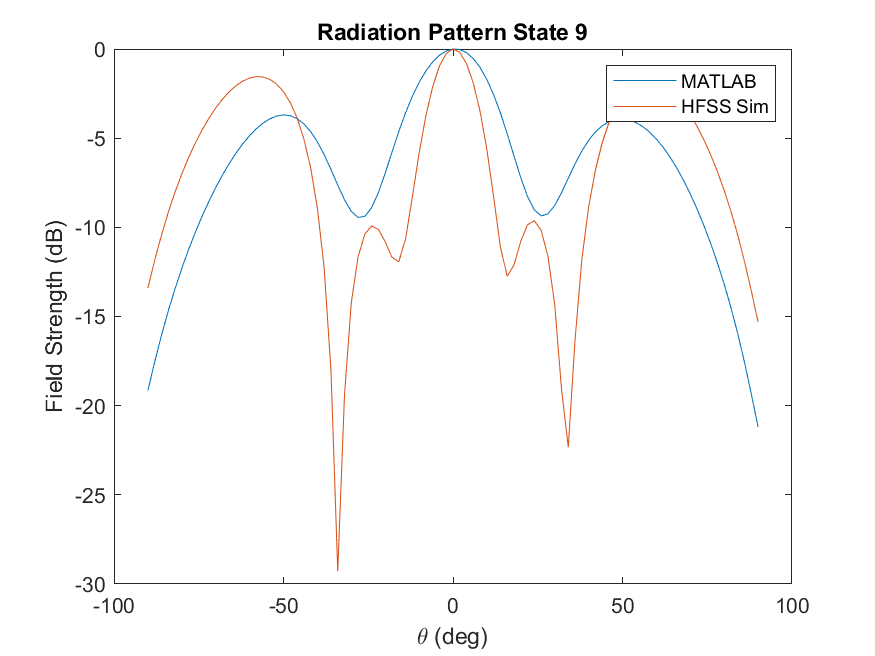 Radiation Pattern State 9
MATLAB
HFSS Sim
Field Strength (dB)
0
-5
-10
-15
-20
-25
-30
-100
-50
0
50
100
θ (deg)